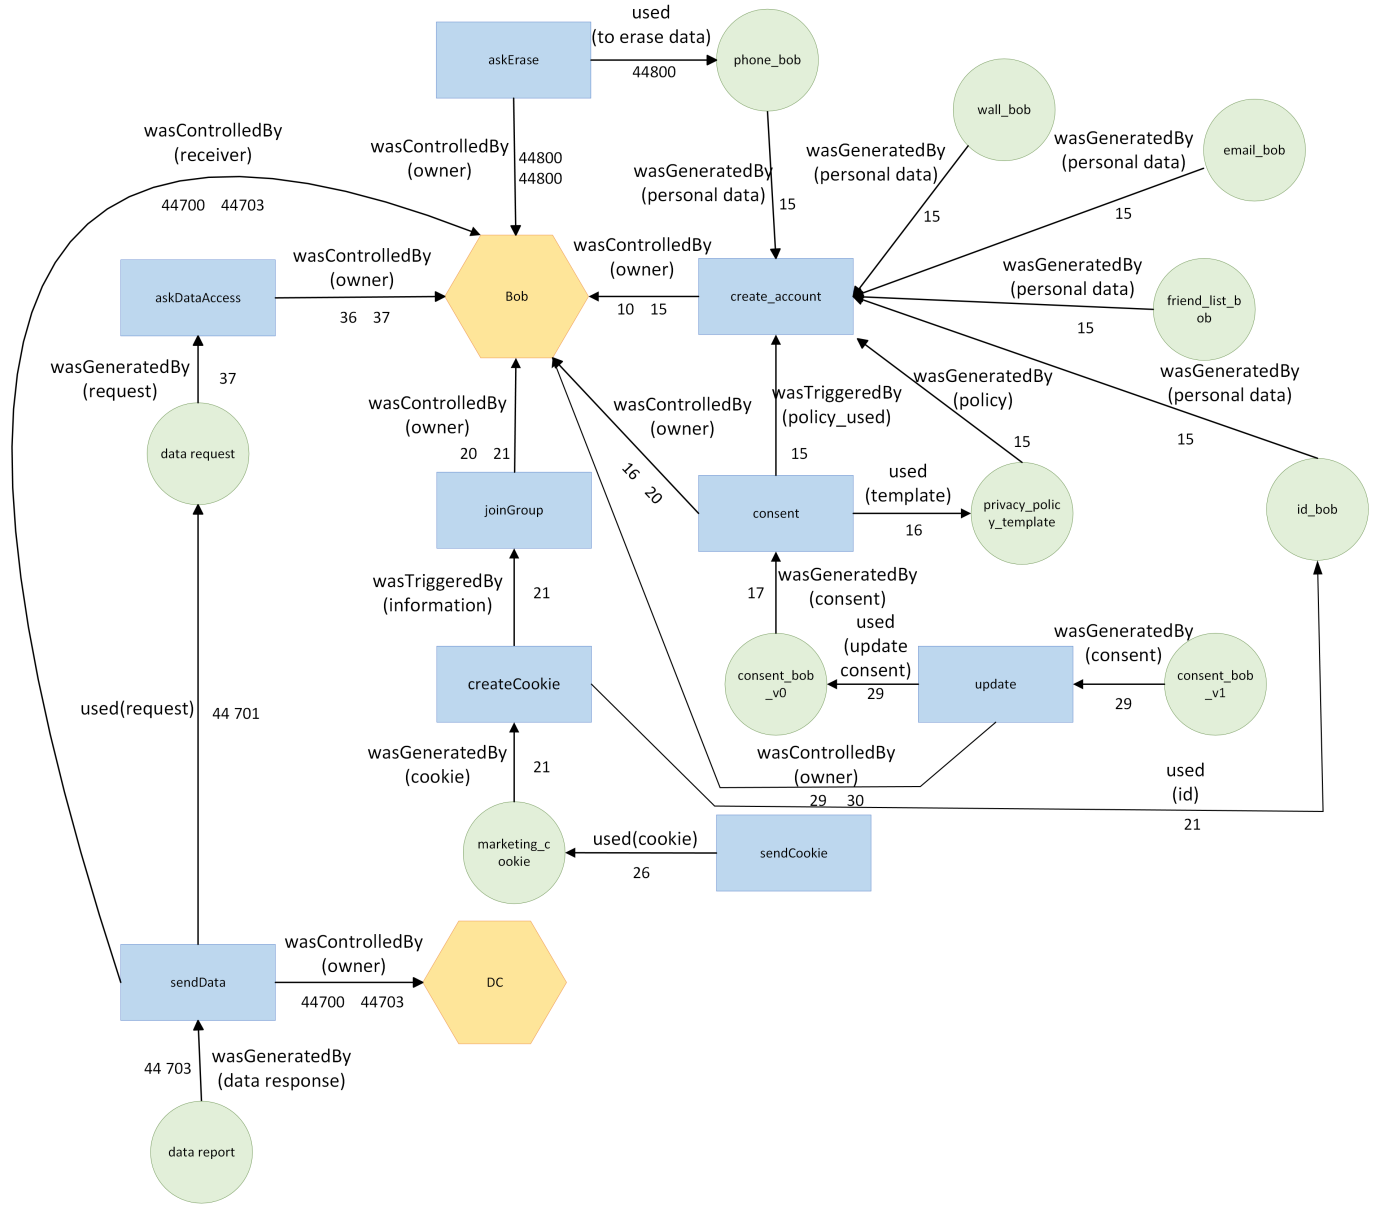 used
(to erase data)
askErase
phone_bob
44800
wall_bob
wasControlledBy
(receiver)
wasControlledBy
(owner)
44800
44800
wasGeneratedBy
(personal data)
wasGeneratedBy
(personal data)
email_bob
wasGeneratedBy
(personal data)
15
44700 44703
15
15
wasControlledBy
(owner)
wasControlledBy
(owner)
wasGeneratedBy
(personal data)
askDataAccess
Bob
create_account
friend_list_b
ob
36 37
10 15
15
wasGeneratedBy
(request)
37
wasControlledBy
(owner)
wasControlledBy
(owner)
wasTriggeredBy
(policy_used)
wasGeneratedBy
(policy)
wasGeneratedBy
(personal data)
15
15
data request
20 21
16 20
15
used
(template)
joinGroup
consent
privacy_polic
y_template
id_bob
16
wasTriggeredBy
(information)
21
17
wasGeneratedBy
(consent)
used
(update
consent)
wasGeneratedBy
(consent)
createCookie
consent_bob
_v0
29
update
consent_bob
_v1
29
used(request)
44 701
wasGeneratedBy
(cookie)
21
wasControlledBy
(owner)
29 30
used
(id)
21
marketing_c
ookie
used(cookie)
26
sendCookie
wasControlledBy
(owner)
sendData
DC
44700 44703
44 703
wasGeneratedBy
(data response)
data report